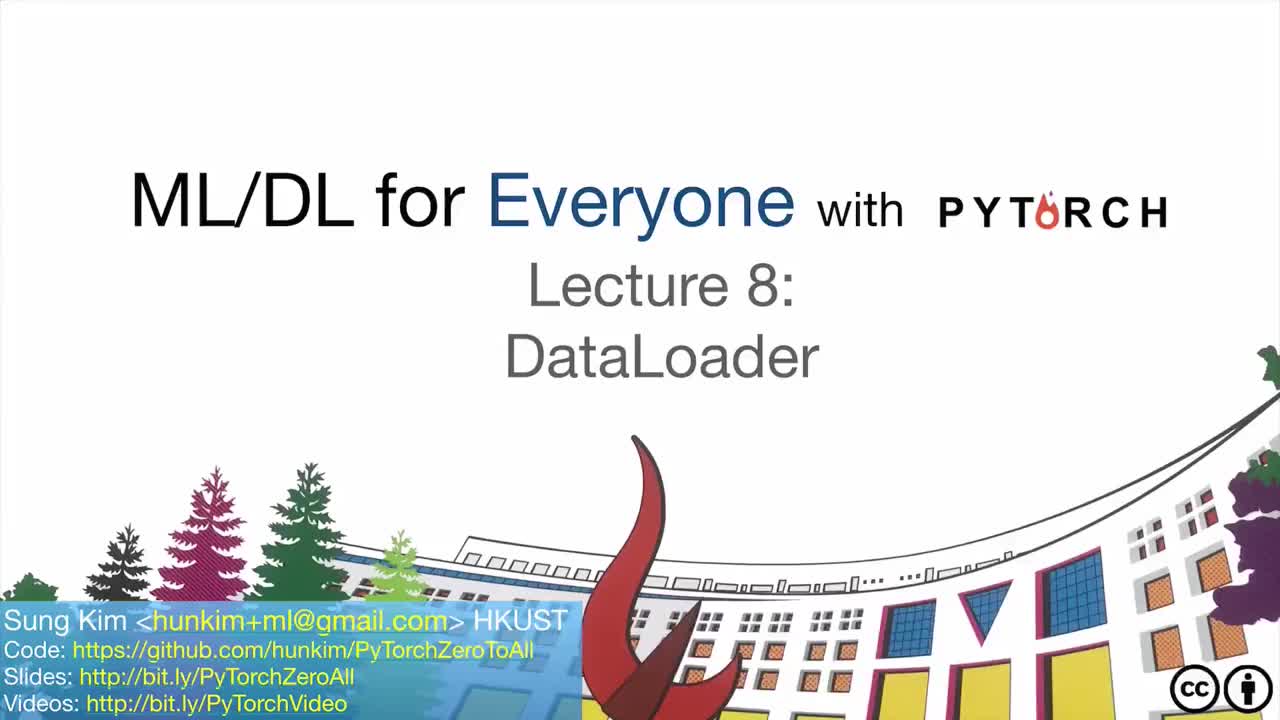 ML/DL for Everyone with PYTORCH
Lecture 8:
DataLoader
Sung Kim <hunkim+ml@gmail.com> HKUST
Code: https://github.com/hunkim/PyTorchZeroToAll
Slides: http://bit.ly/PyTorchZeroAll
Videos: http://bit.ly/PyTorchVideo
cc